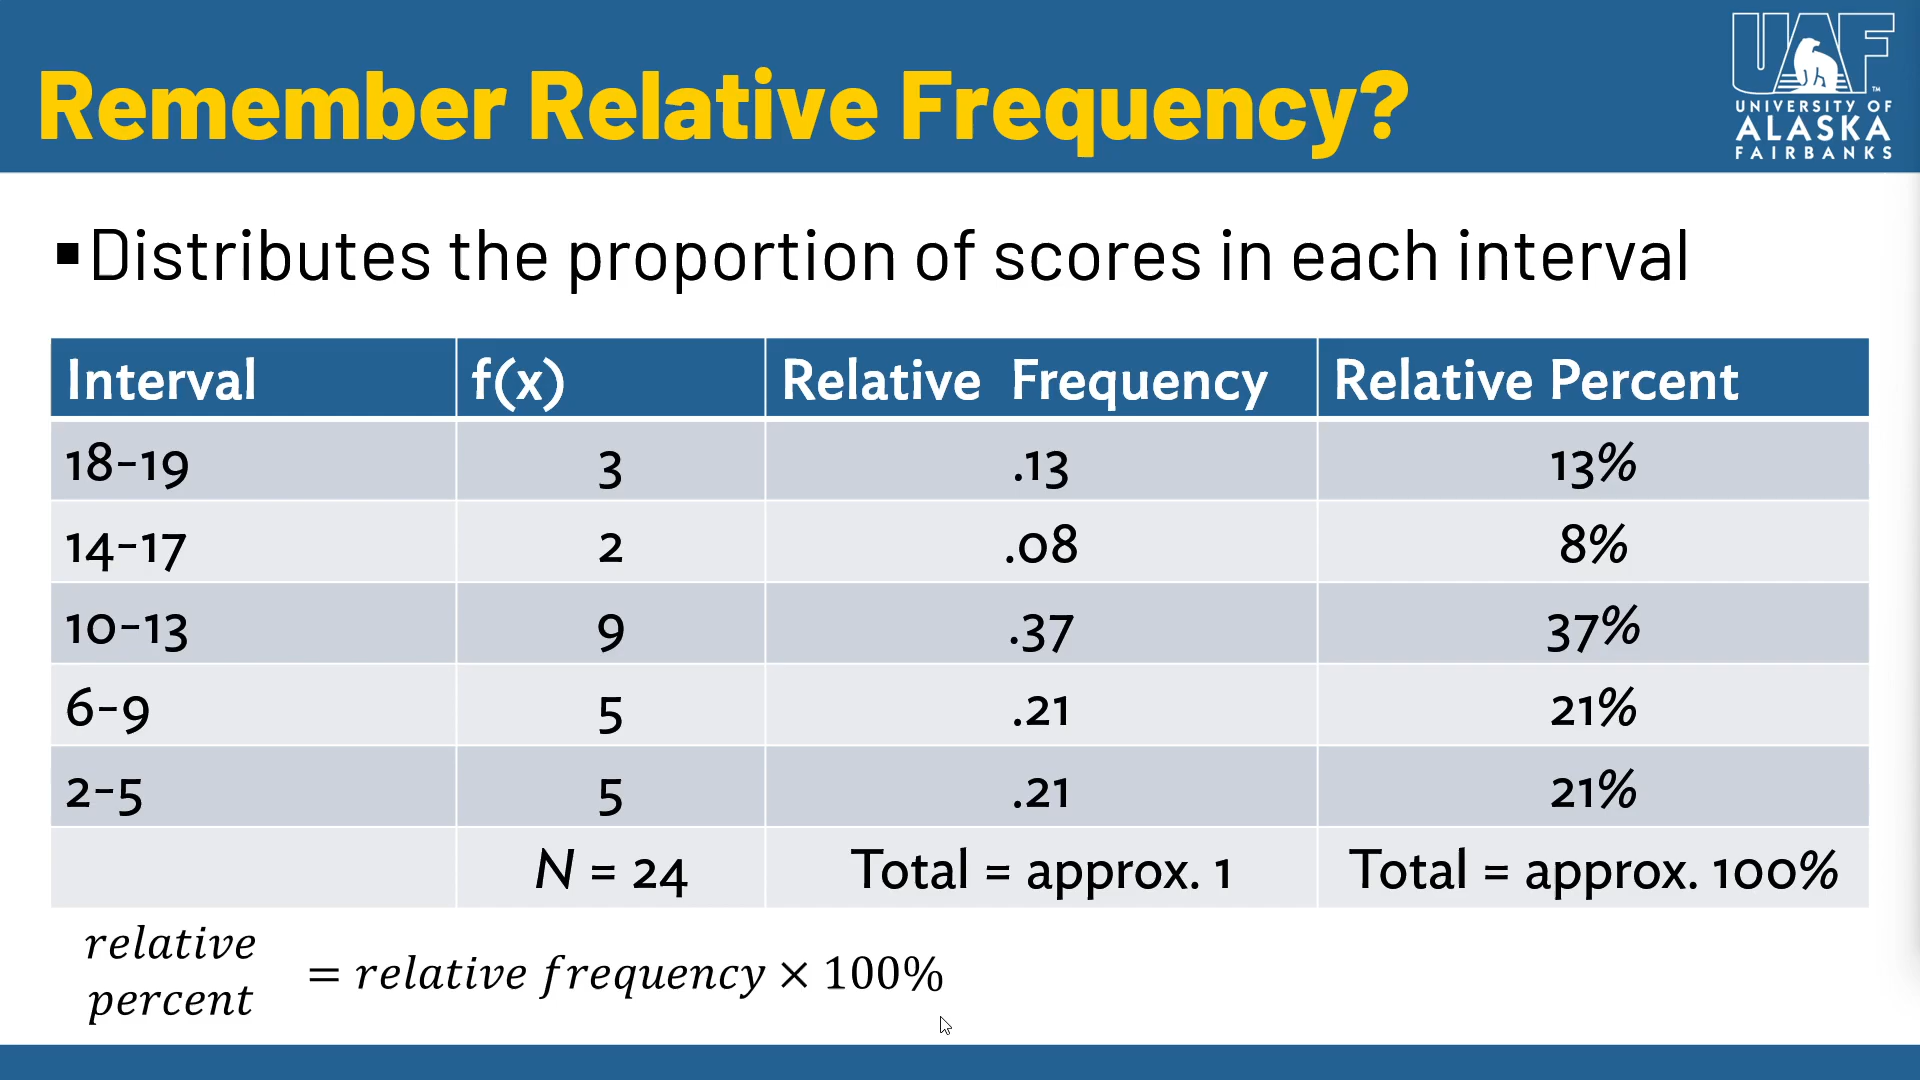 Remember Relative Frequency?
UAF
™
UNIVERSITY OF
ALASKA
FAIRBANKS
▪Distributes the proportion of scores in each interval
Interval f(x) Relative Frequency Relative Percent
18-19 3 .13 13%
14-17 2 .08 8%
10-13 9 .37 37%
6-9 5 .21 21%
2-5 5 .21 21%
N = 24 Total = approx. 1 Total = approx. 100%
relative
percent
= relative frequency × 100%